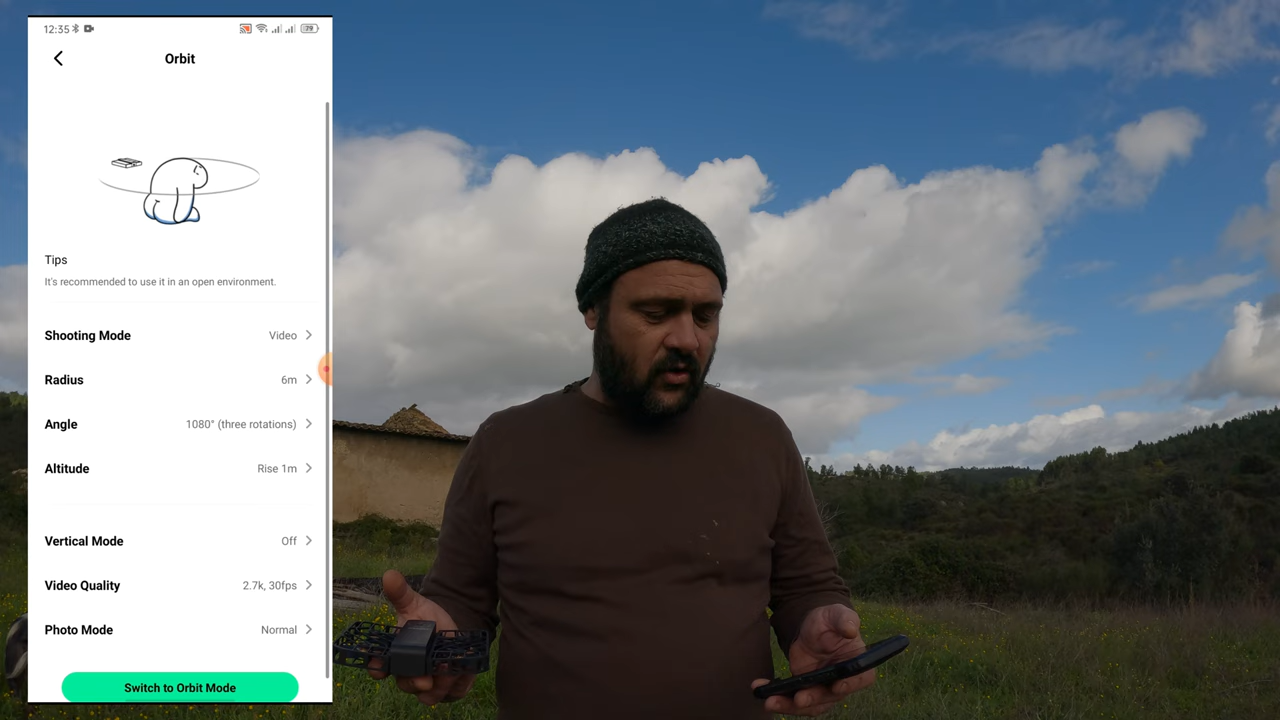 12:35
79
Orbit
Tips
It's recommended to use it in an open environment.
Shooting Mode Video
Radius 6m
Angle 1080° (three rotations)
Altitude Rise 1m
Vertical Mode Off
Video Quality 2.7k, 30fps
Photo Mode Normal
Switch to Orbit Mode